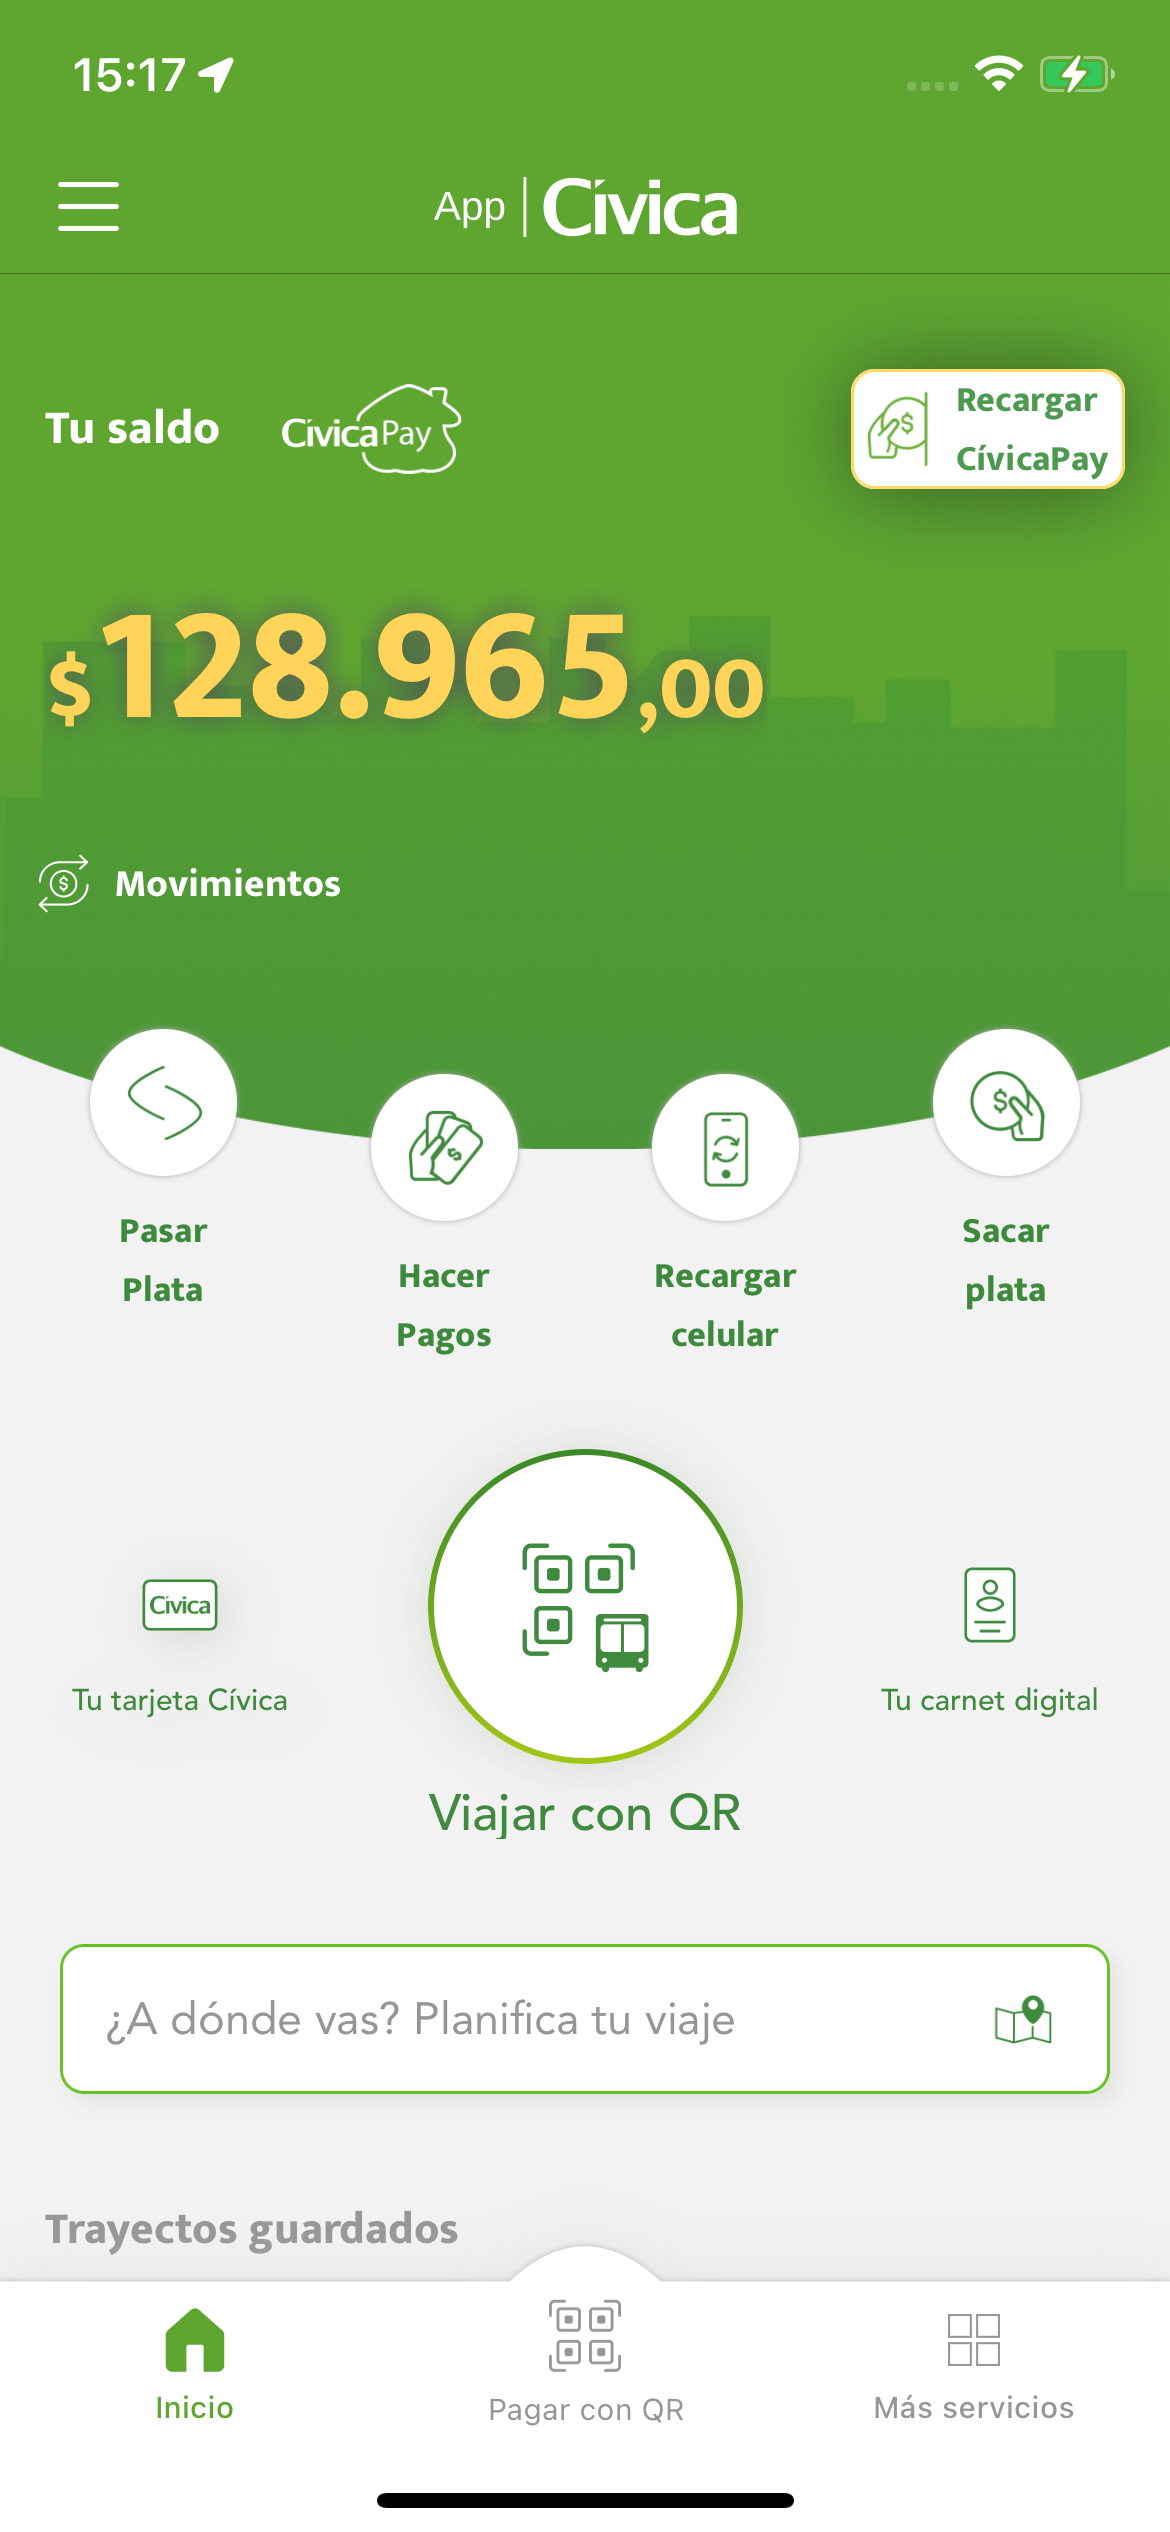 15:17
App | Cívica
Tu saldo
CívicaPay
Recargar
CívicaPay
$128.965,00
Movimientos
Pasar
Plata
Hacer
Pagos
Recargar
celular
Sacar
plata
Cívica
Tu tarjeta Cívica
Viajar con QR
Tu carnet digital
¿A dónde vas? Planifica tu viaje
Trayectos guardados
Inicio
Pagar con QR
Más servicios